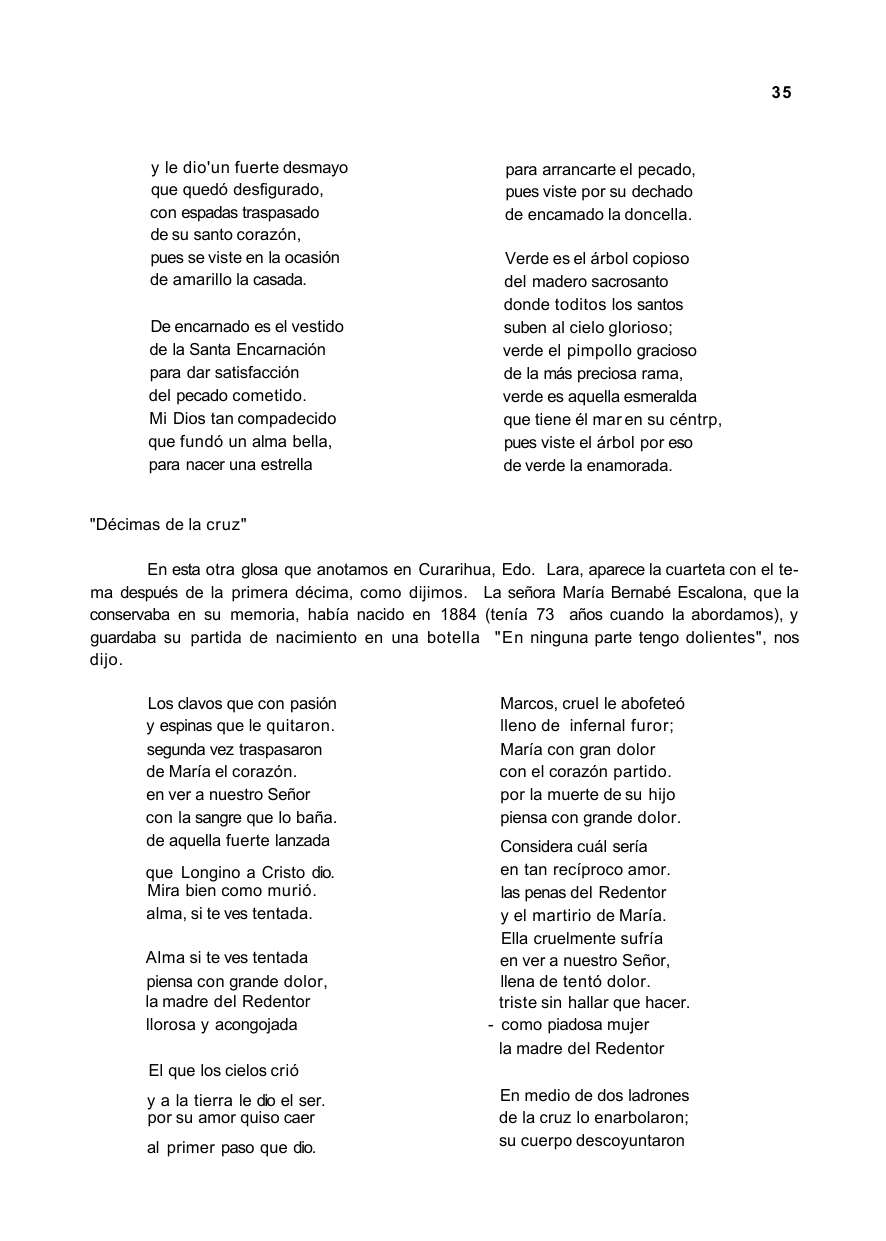 35
y le dio'un fuerte desmayo
que quedó desfigurado,
con espadas traspasado
de su santo corazón,
pues se viste en la ocasión
de amarillo la casada.
De encarnado es el vestido
de la Santa Encarnación
para dar satisfacción
del pecado cometido.
Mi Dios tan compadecido
que fundó un alma bella,
para nacer una estrella
para arrancarte el pecado,
pues viste por su dechado
de encamado la doncella.
Verde es el árbol copioso
del madero sacrosanto
donde toditos los santos
suben al cielo glorioso;
verde el pimpollo gracioso
de la más preciosa rama,
verde es aquella esmeralda
que tiene él mar en su céntrp,
pues viste el árbol por eso
de verde la enamorada.
"Décimas de la cruz"
En esta otra glosa que anotamos en Curarihua, Edo. Lara, aparece la cuarteta con el te-
ma después de la primera décima, como dijimos. La señora María Bernabé Escalona, que la
conservaba en su memoria, había nacido en 1884 (tenía 73 años cuando la abordamos), y
guardaba su partida de nacimiento en una botella "En ninguna parte tengo dolientes", nos
dijo.
Los clavos que con pasión
y espinas que le quitaron.
segunda vez traspasaron
de María el corazón.
en ver a nuestro Señor
con la sangre que lo baña.
de aquella fuerte lanzada
que Longino a Cristo dio.
Mira bien como murió.
alma, si te ves tentada.
Alma si te ves tentada
piensa con grande dolor,
la madre del Redentor
llorosa y acongojada
El que los cielos crió
y a la tierra le dio el ser.
por su amor quiso caer
al primer paso que dio.
Marcos, cruel le abofeteó
lleno de infernal furor;
María con gran dolor
con el corazón partido.
por la muerte de su hijo
piensa con grande dolor.
Considera cuál sería
en tan recíproco amor.
las penas del Redentor
y el martirio de María.
Ella cruelmente sufría
en ver a nuestro Señor,
llena de tentó dolor.
triste sin hallar que hacer.
- como piadosa mujer
la madre del Redentor
En medio de dos ladrones
de la cruz lo enarbolaron;
su cuerpo descoyuntaron